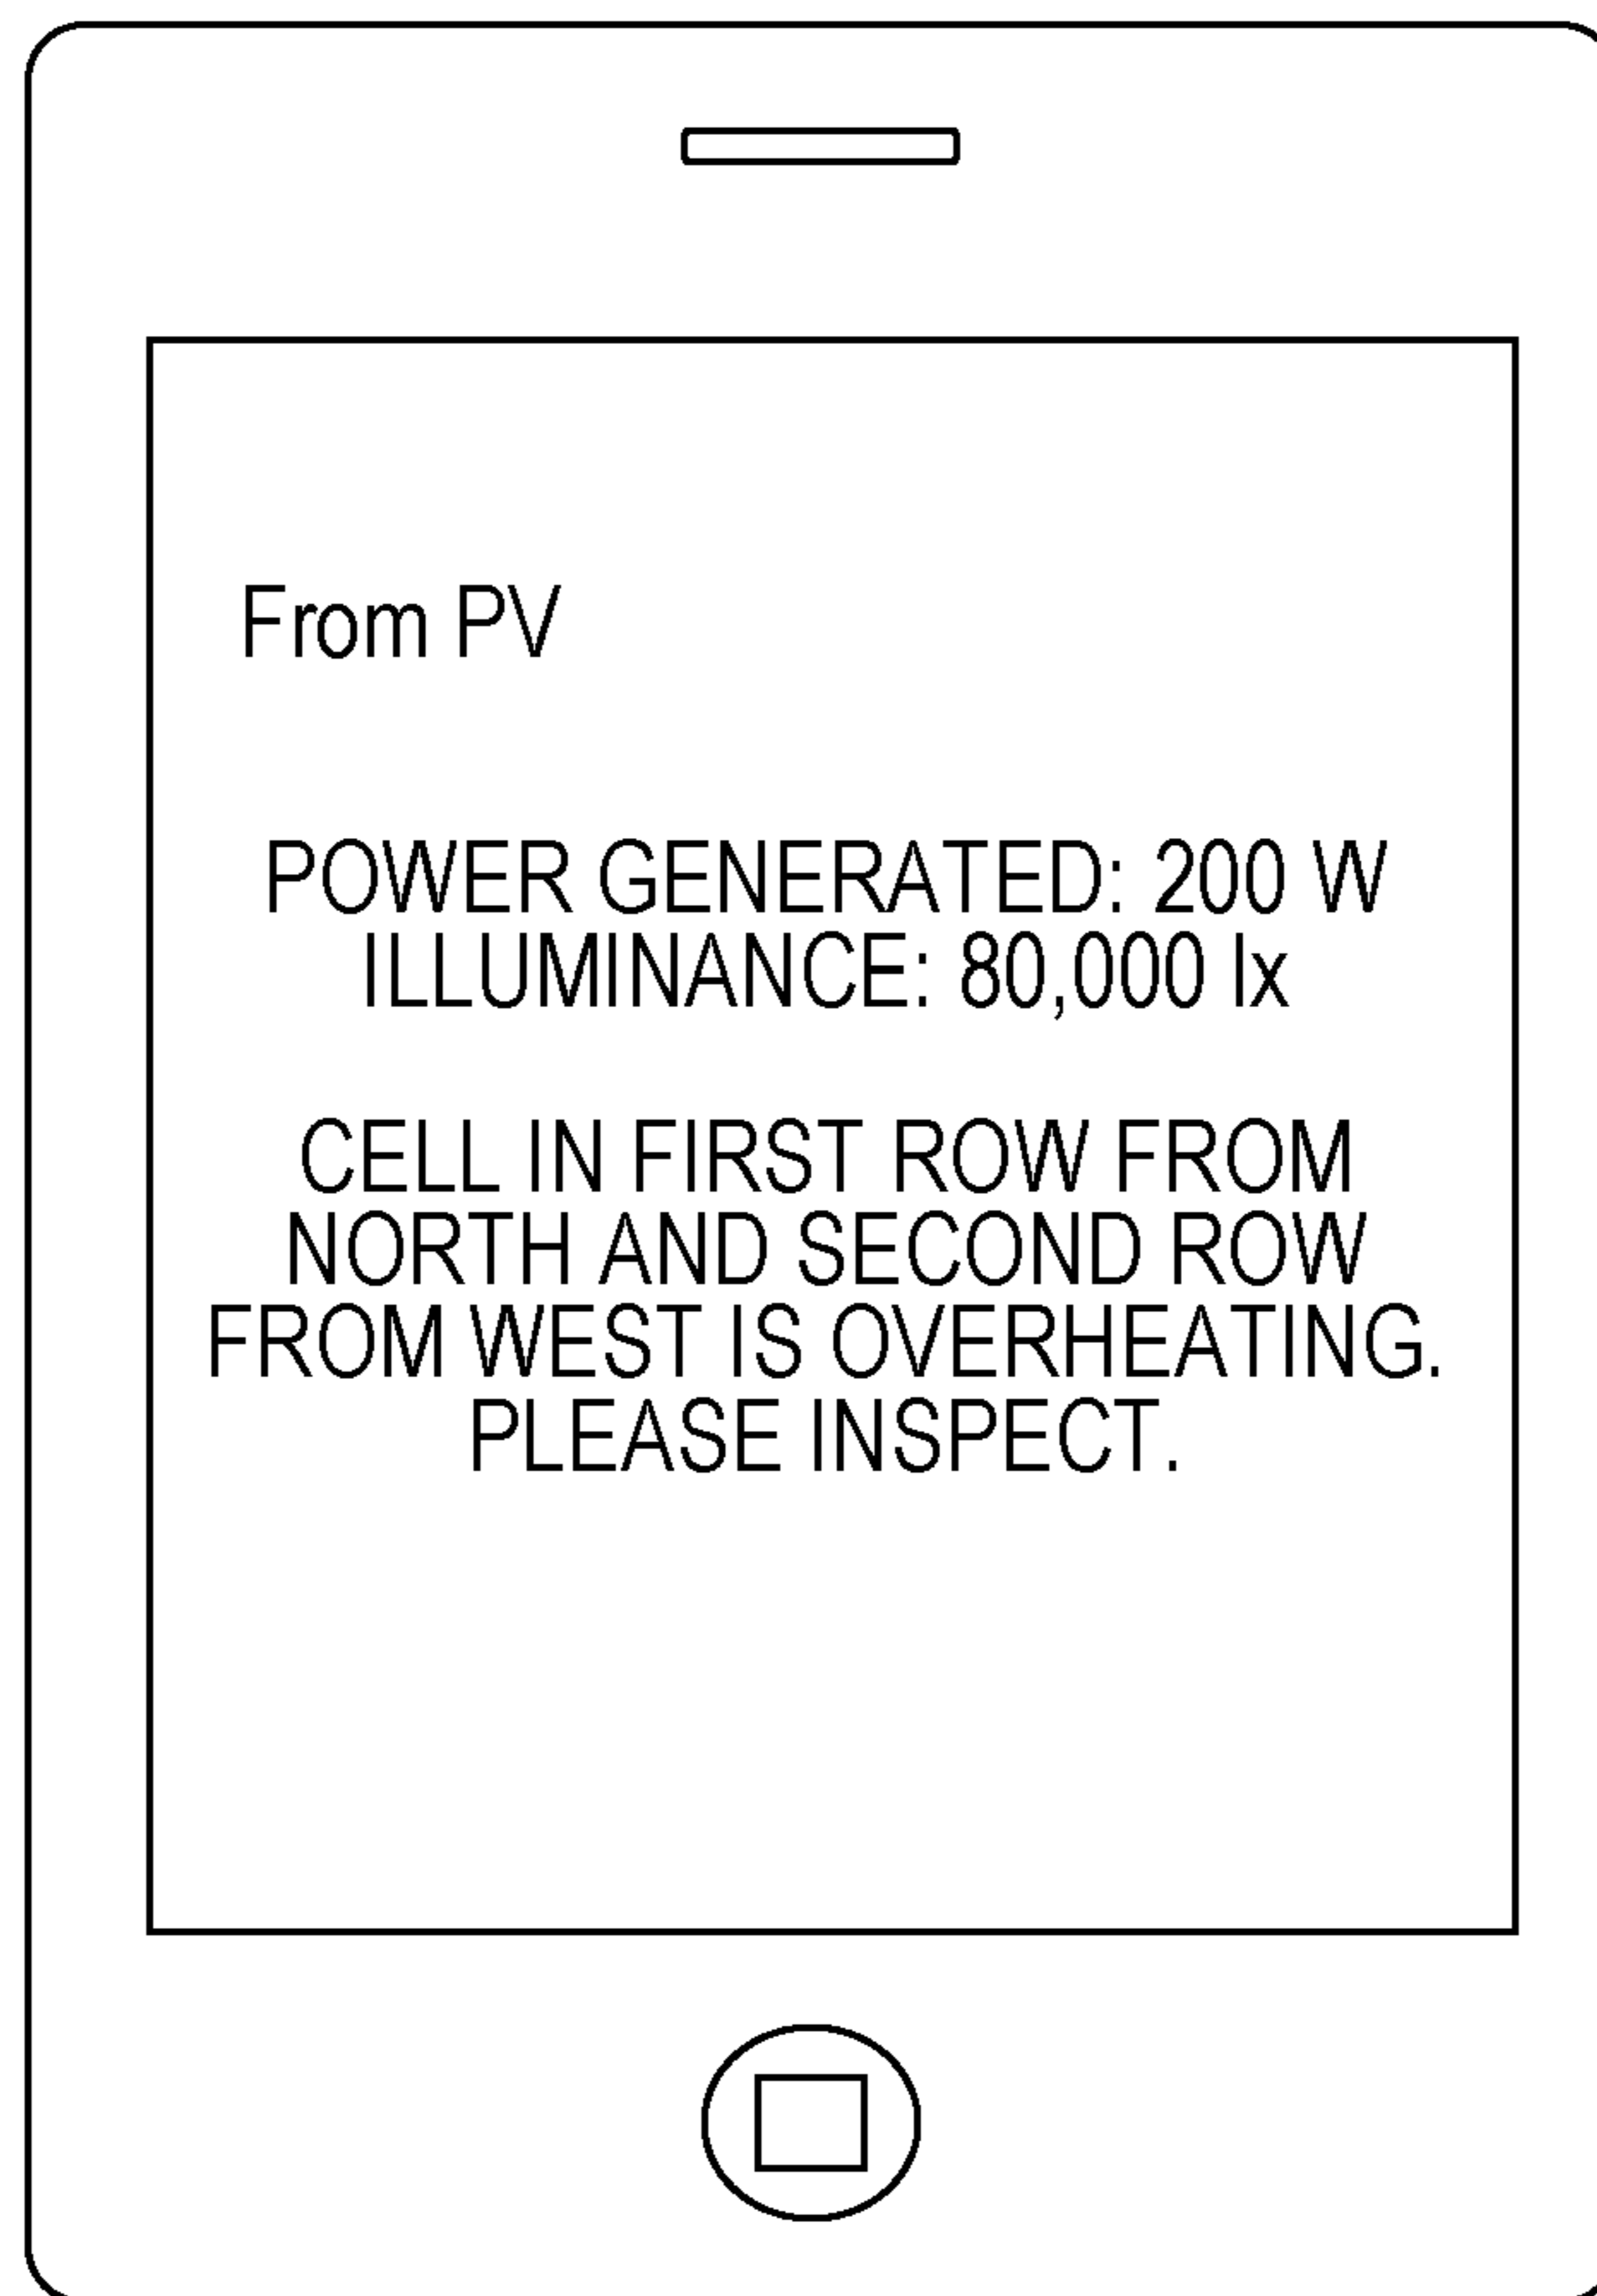 From PV
POWER GENERATED: 200 W
ILLUMINANCE: 80,000 lx
CELL IN FIRST ROW FROM
NORTH AND SECOND ROW
FROM WEST IS OVERHEATING.
PLEASE INSPECT.